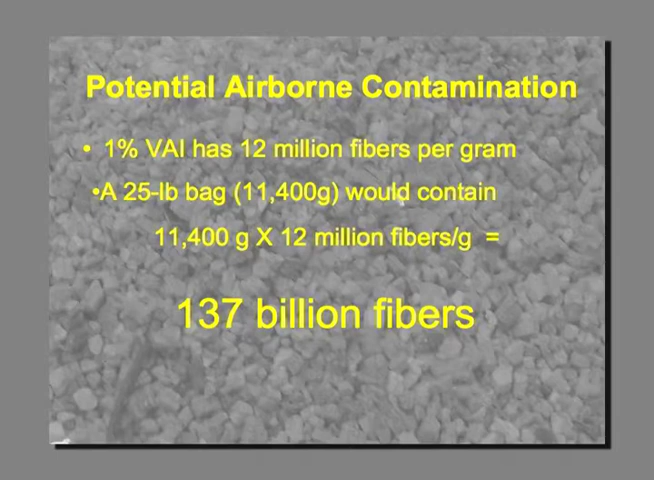 Potential Airborne Contamination
• 1% VAI has 12 million fibers per gram
•A 25-lb bag (11,400g) would contain
11,400 g X 12 million fibers/g =
137 billion fibers